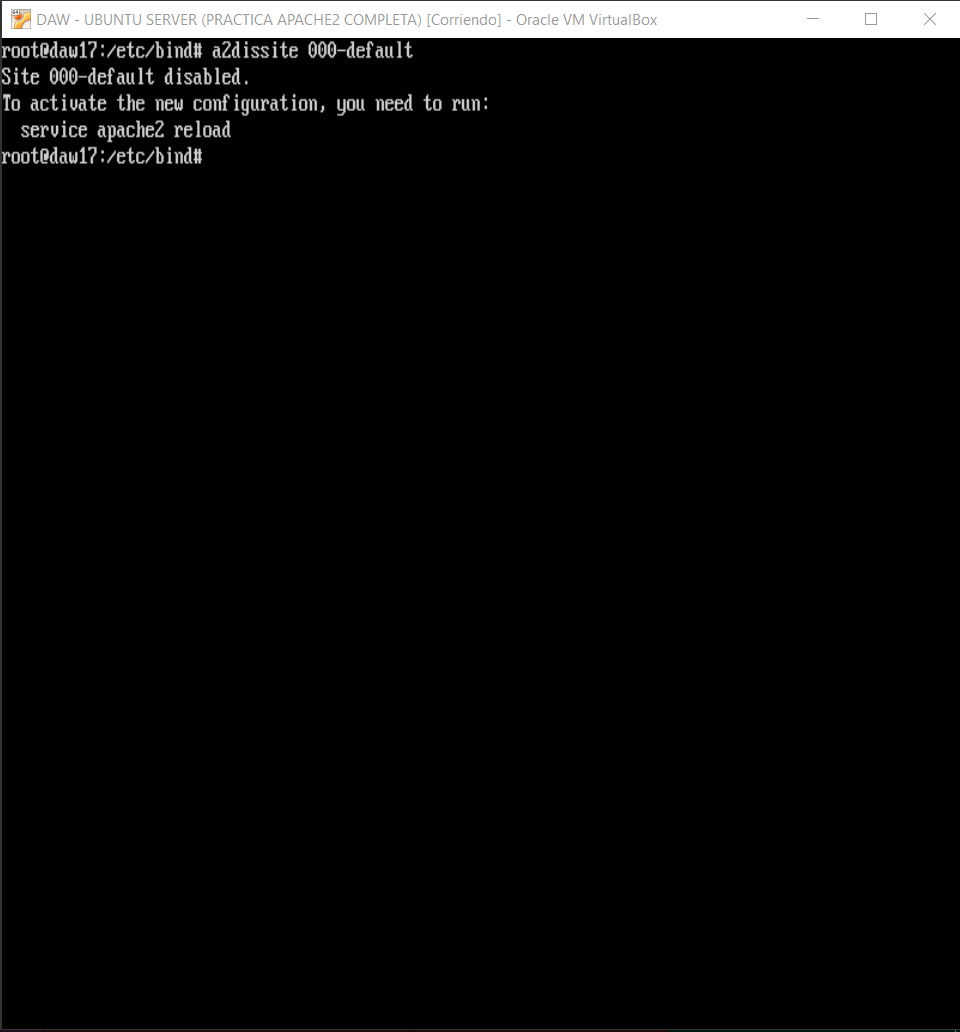 DAW - UBUNTU SERVER (PRACTICA APACHE2 COMPLETA) [Corriendo] - Oracle VM VirtualBox
root@daw17:/etc/bind# a2dissite 000-default
Site 000-default disabled.
To activate the new configuration, you need to run:
  service apache2 reload
root@daw17:/etc/bind#